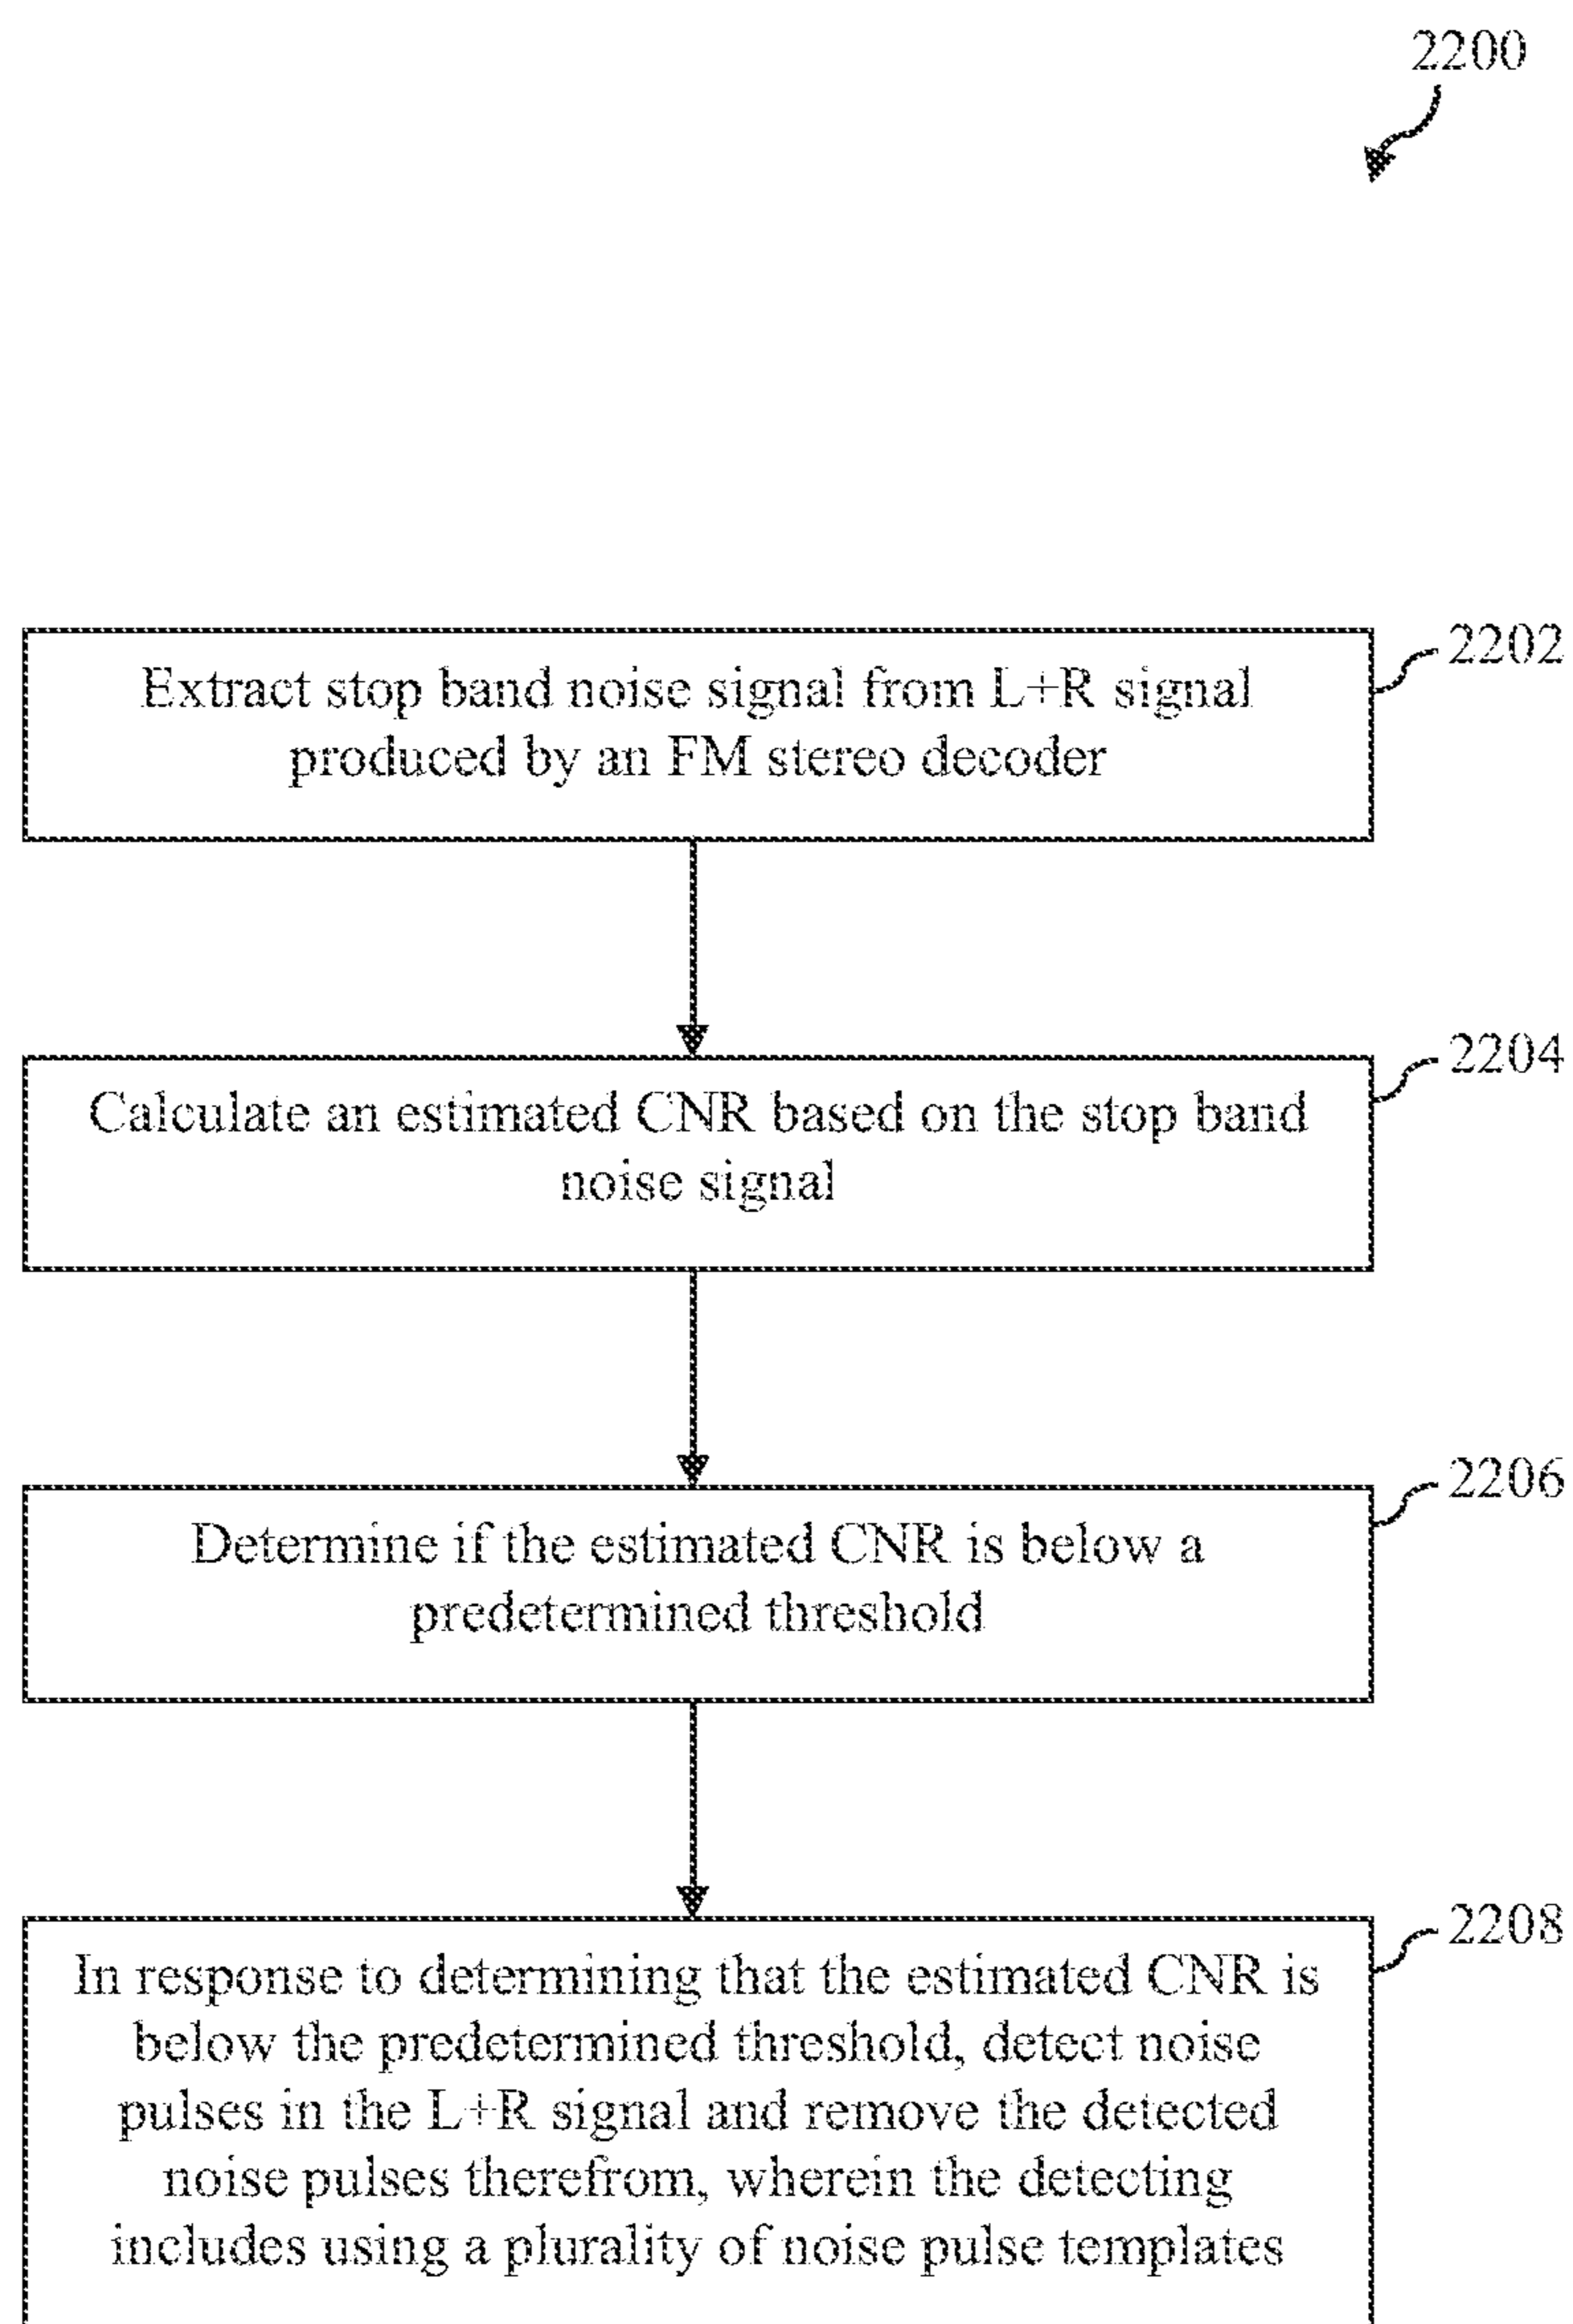 2200
2202
Extract stop band noise signal from L+R signal
produced by an FM stereo decoder
2204
Calculate an estimated CNR based on the stop band
noise signal
2206
Determine if the estimated CNR is below a
predetermined threshold
2208
In response to determining that the estimated CNR is
below the predetermined threshold, detect noise
pulses in the L+R signal and remove the detected
noise pulses therefrom, wherein the detecting
includes using a plurality of noise pulse templates